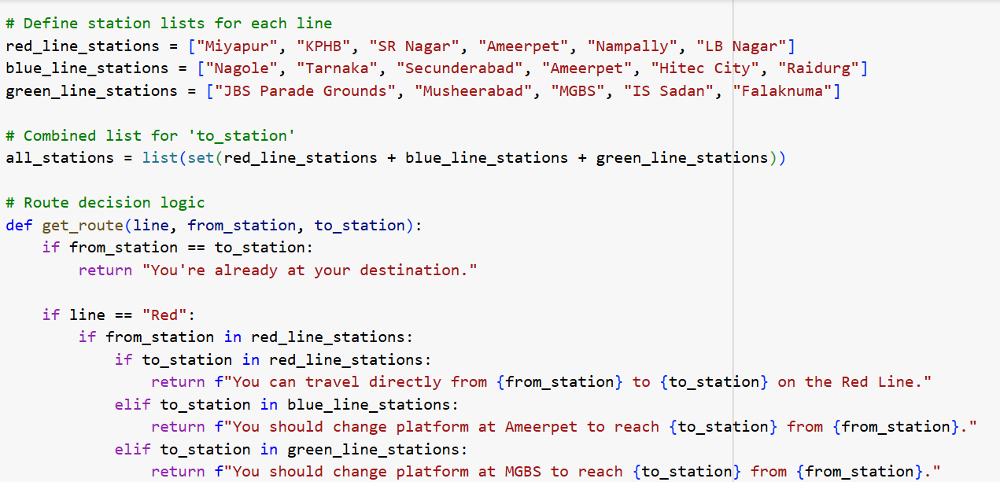 # Define station lists for each line
red_line_stations = ["Miyapur", "KPHB", "SR Nagar", "Ameerpet", "Nampally", "LB Nagar"]
blue_line_stations = ["Nagole", "Tarnaka", "Secunderabad", "Ameerpet", "Hitec City", "Raidurg"]
green_line_stations = ["JBS Parade Grounds", "Musheerabad", "MGBS", "IS Sadan", "Falaknuma"]

# Combined list for 'to_station'
all_stations = list(set(red_line_stations + blue_line_stations + green_line_stations))

# Route decision logic
def get_route(line, from_station, to_station):
    if from_station == to_station:
        return "You're already at your destination."

    if line == "Red":
        if from_station in red_line_stations:
            if to_station in red_line_stations:
                return f"You can travel directly from {from_station} to {to_station} on the Red Line."
            elif to_station in blue_line_stations:
                return f"You should change platform at Ameerpet to reach {to_station} from {from_station}."
            elif to_station in green_line_stations:
                return f"You should change platform at MGBS to reach {to_station} from {from_station}."